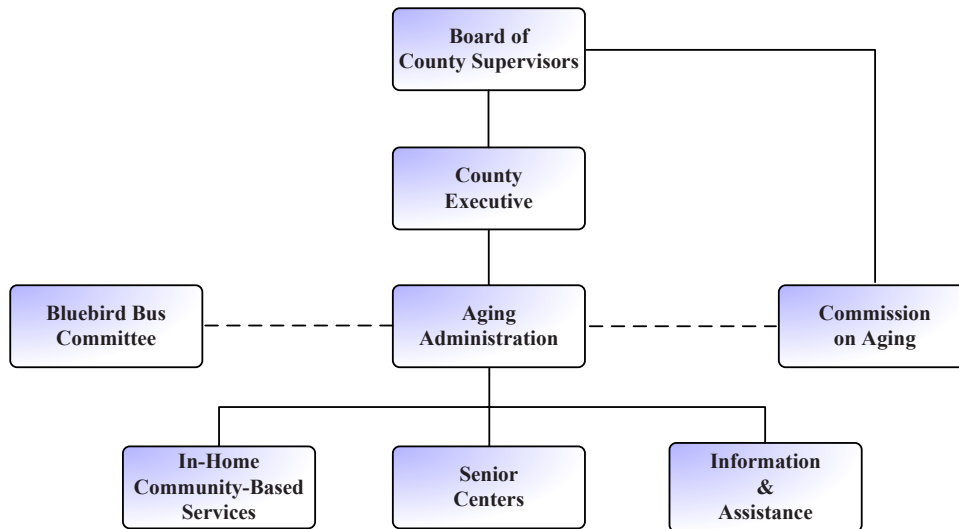 Board of
County Supervisors
County
Executive
Bluebird Bus
Committee
Aging
Administration
Commission
on Aging
In-Home
Community-Based
Services
Senior
Centers
Information
&
Assistance